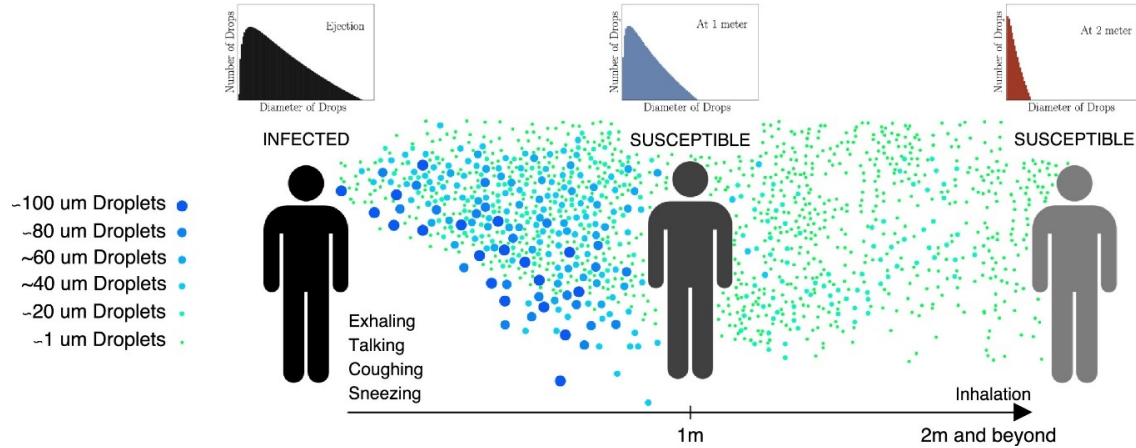 Number of Drops
Ejection
Diameter of Drops
Number of Drops
At 1 meter
Diameter of Drops
Number of Drops
At 2 meter
Diameter of Drops
INFECTED
SUSCEPTIBLE
SUSCEPTIBLE
~100 um Droplets
~80 um Droplets
~60 um Droplets
~40 um Droplets
~20 um Droplets
~1 um Droplets
Exhaling
Talking
Coughing
Sneezing
Inhalation
1m
2m and beyond